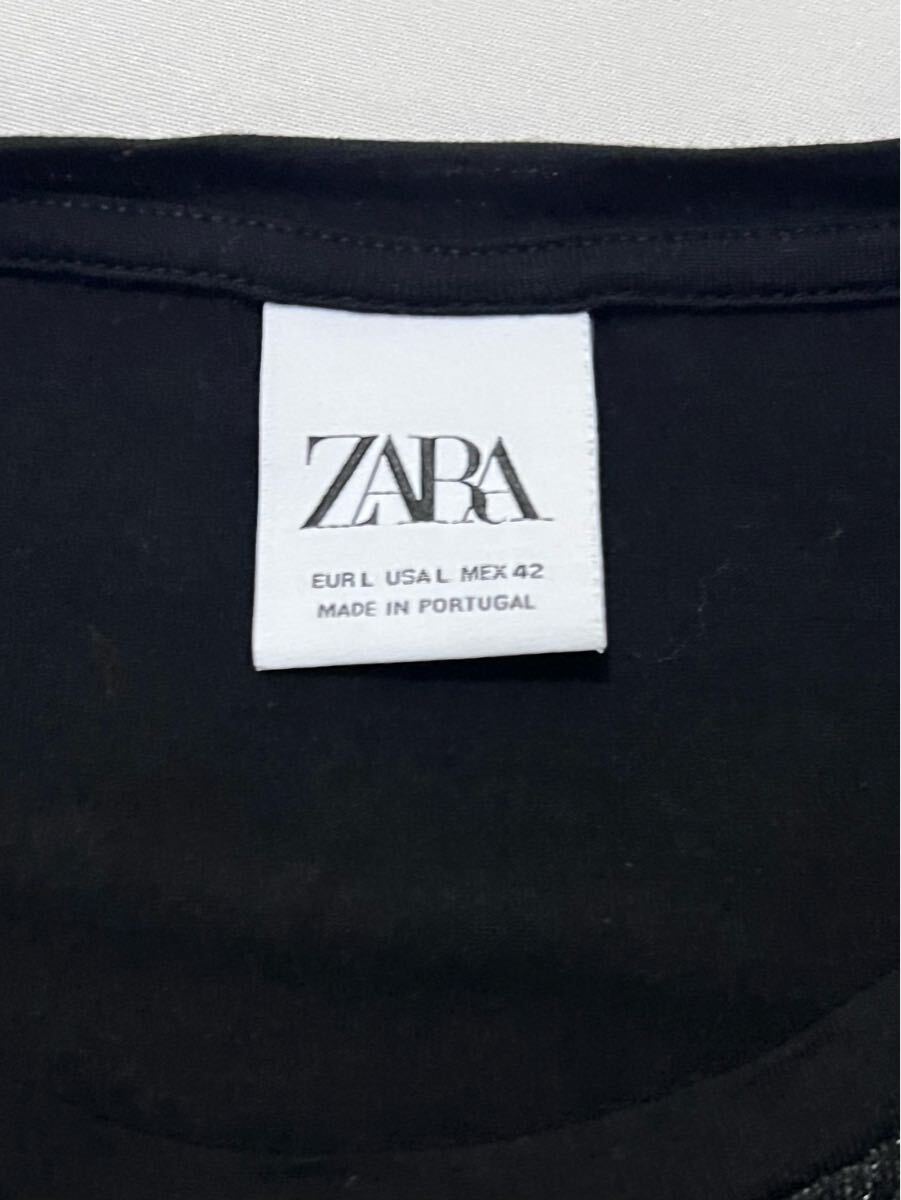 ZARA
EUR L USA L MEX 42
MADE IN PORTUGAL